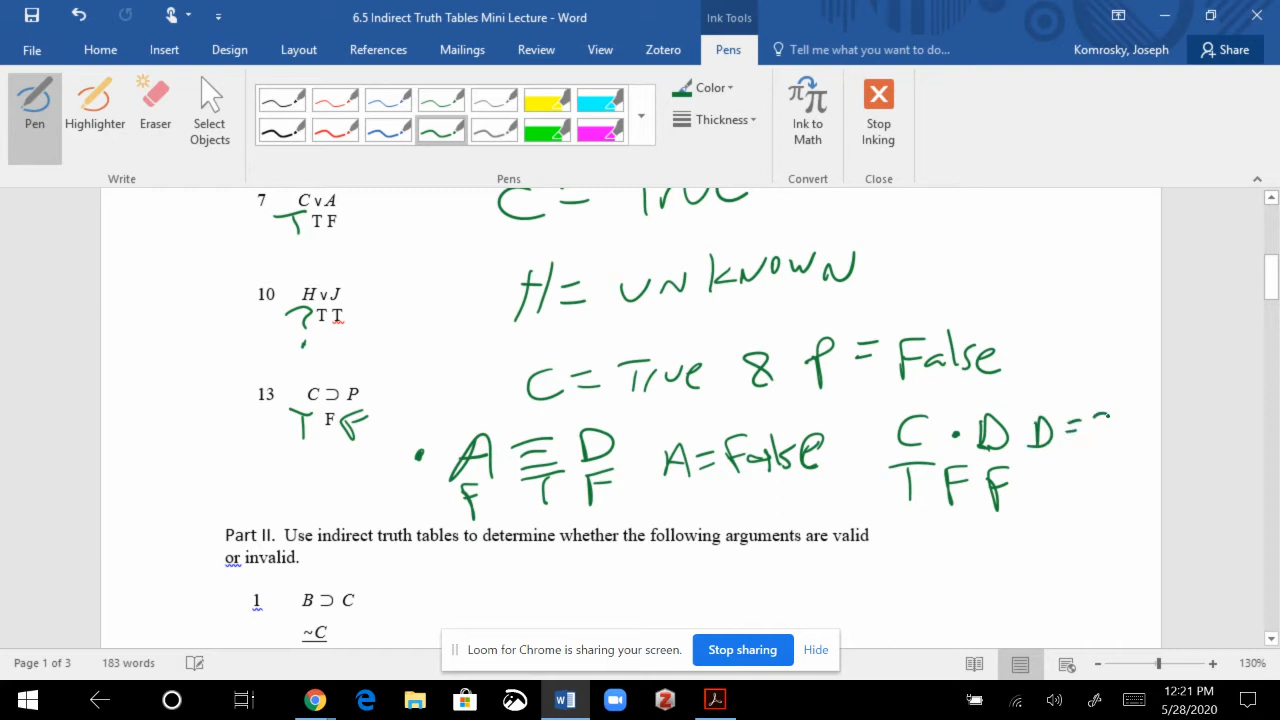 6.5 Indirect Truth Tables Mini Lecture - Word
Ink Tools
File Home Insert Design Layout References Mailings Review View Zotero Pens Tell me what you want to do... Komrosky, Joseph Share
Pen Highlighter Eraser Select Objects
Color
Thickness
Ink to Math
Stop Inking
Write Pens Convert Close
7 C v A C = True
T T F
H = UNKNOWN
10 H v J
? T T
C = True & P = False
13 C ⊃ P
T F F
• A ≡ D A = False C • D D =
F T F T F F
Part II. Use indirect truth tables to determine whether the following arguments are valid
or invalid.
1 B ⊃ C
~C
Loom for Chrome is sharing your screen. Stop sharing Hide
Page 1 of 3 183 words 130%
12:21 PM
5/28/2020